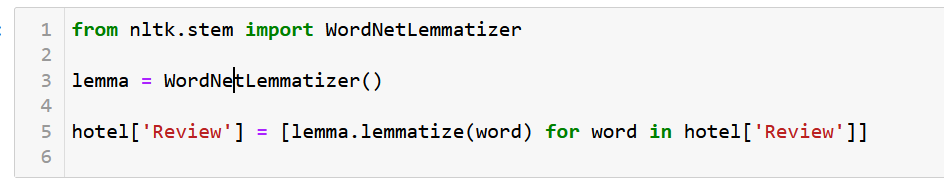 1 from nltk.stem import WordNetLemmatizer
2
3 lemma = WordNetLemmatizer()
4
5 hotel['Review'] = [lemma.lemmatize(word) for word in hotel['Review']]
6